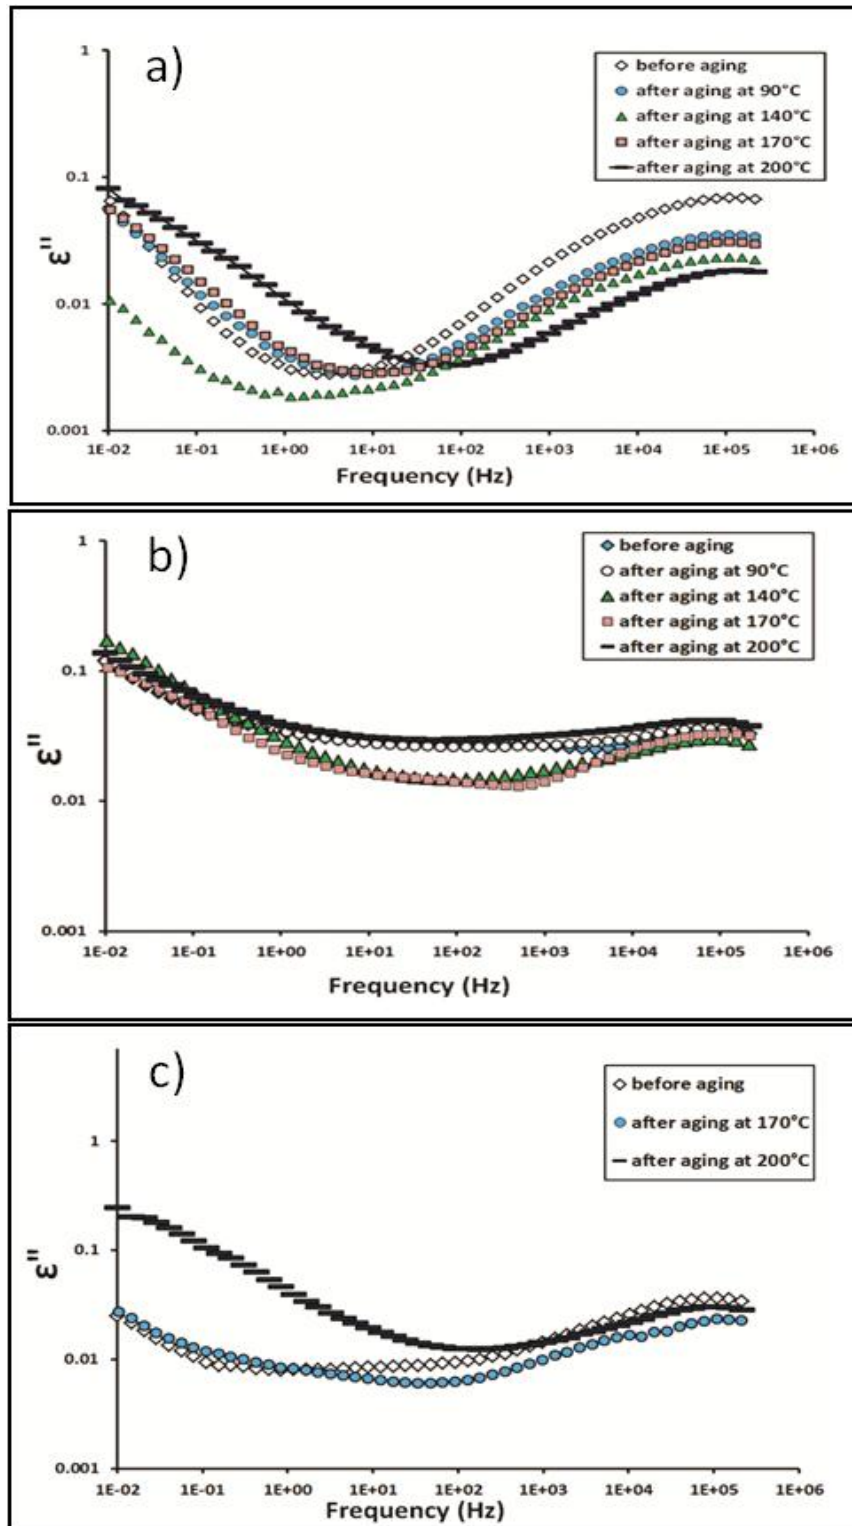 a)
1
0.1
0.01
0.001
ε"
before aging
after aging at 90°C
after aging at 140°C
after aging at 170°C
after aging at 200°C
1E-02 1E-01 1E+00 1E+01 1E+02 1E+03 1E+04 1E+05 1E+06
Frequency (Hz)
b)
1
0.1
0.01
0.001
ε"
before aging
after aging at 90°C
after aging at 140°C
after aging at 170°C
after aging at 200°C
1E-02 1E-01 1E+00 1E+01 1E+02 1E+03 1E+04 1E+05 1E+06
Frequency (Hz)
c)
1
0.1
0.01
0.001
ε"
before aging
after aging at 170°C
after aging at 200°C
1E-02 1E-01 1E+00 1E+01 1E+02 1E+03 1E+04 1E+05 1E+06
Frequency (Hz)